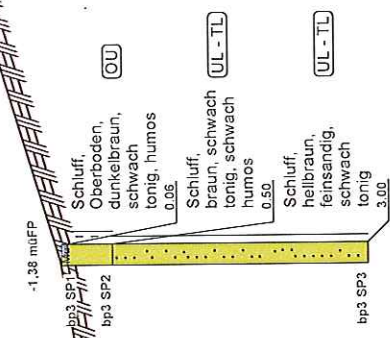 -1,38 müFP
bp3 SP1
Schluff,
Oberboden,
dunkelbraun,
schwach
tonig, humos
0.06
OU
bp3 SP2
Schluff,
braun, schwach
tonig, schwach
humos
0.50
UL - TL
Schluff,
hellbraun,
feinsandig,
schwach
tonig
3.00
UL - TL
bp3 SP3